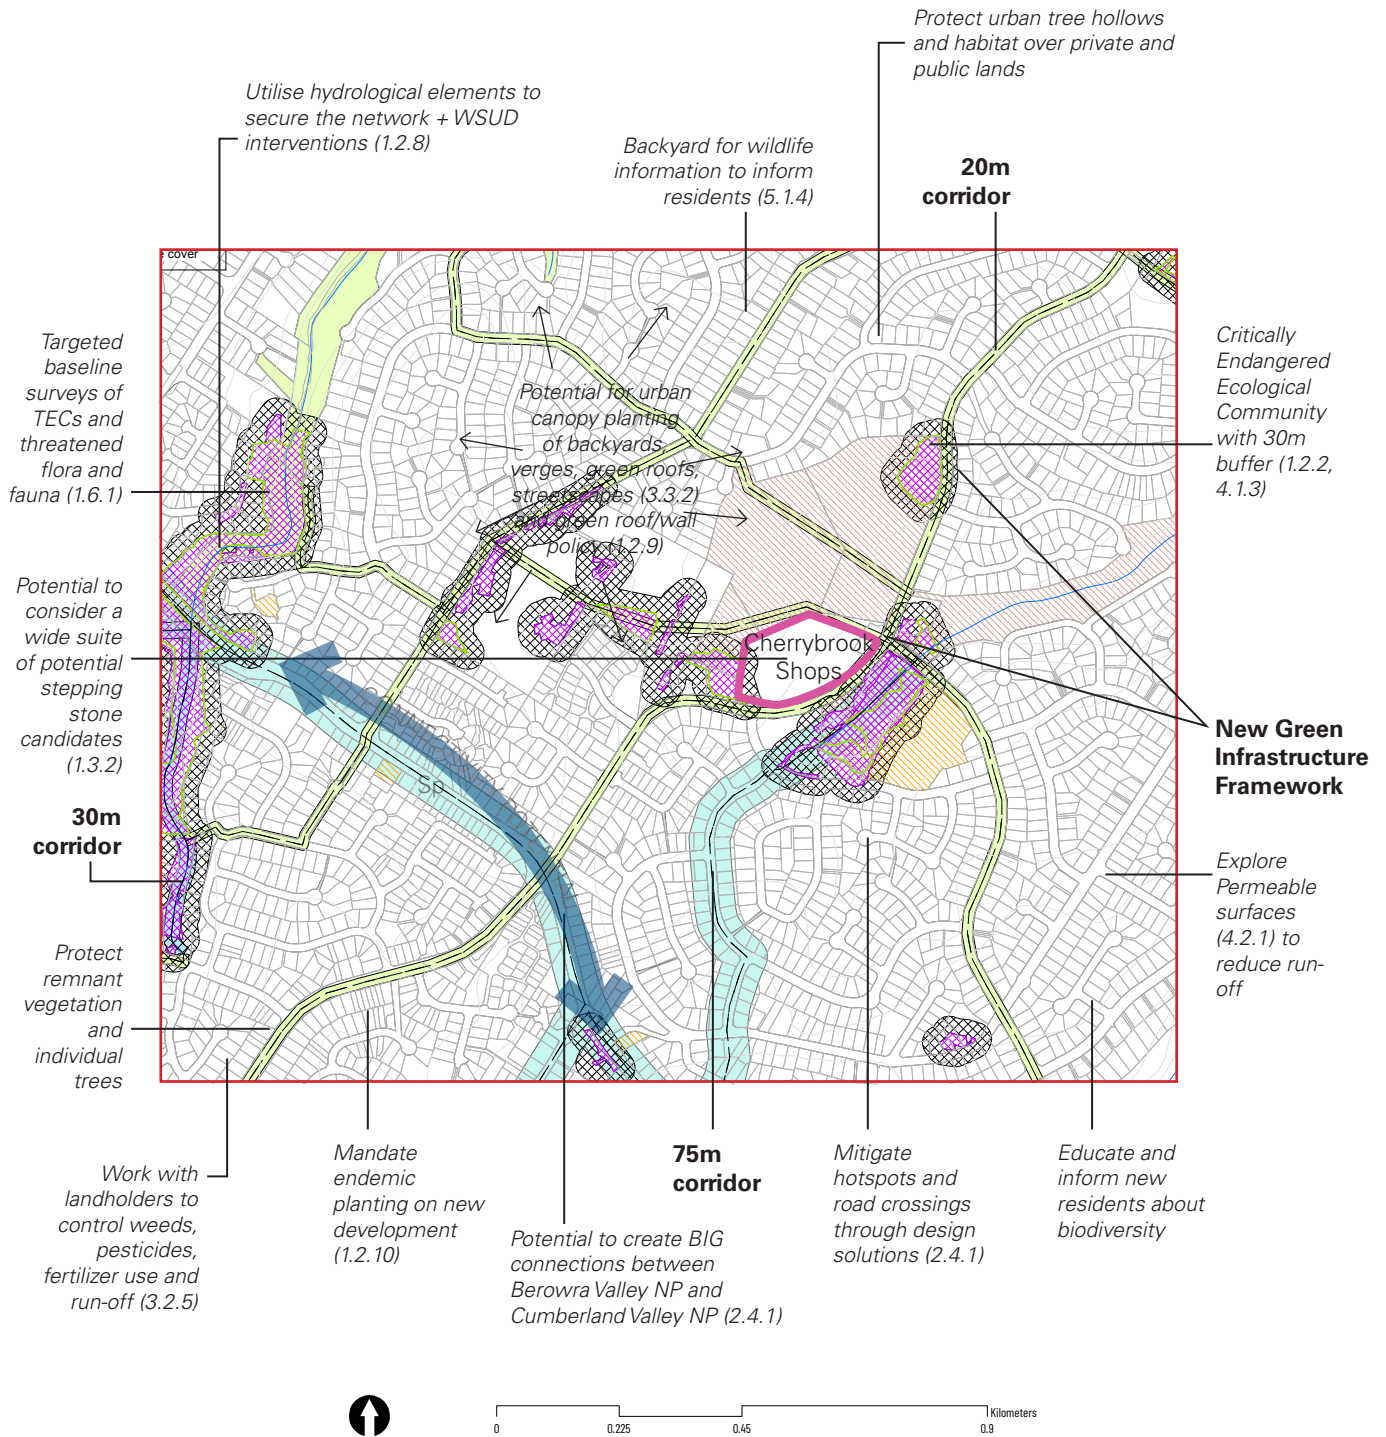 Protect urban tree hollows
and habitat over private and
public lands
Utilise hydrological elements to
secure the network + WSUD
interventions (1.2.8)
Backyard for wildlife
information to inform
residents (5.1.4)
20m
corridor
cover
Targeted
baseline
surveys of
TECs and
threatened
flora and
fauna (1.6.1)
Critically
Endangered
Ecological
Community
with 30m
buffer (1.2.2,
4.1.3)
Potential for urban
canopy planting
of backyards,
verges, green roofs,
streetscapes (3.3.2)
and green roof/wall
policy (1.2.9)
Potential to
consider a
wide suite
of potential
stepping
stone
candidates
(1.3.2)
Cherrybrook
Shops
New Green
Infrastructure
Framework
Sp
30m
corridor
Explore
Permeable
surfaces
(4.2.1) to
reduce run-
off
Protect
remnant
vegetation
and
individual
trees
Work with
landholders to
control weeds,
pesticides,
fertilizer use and
run-off (3.2.5)
Mandate
endemic
planting on new
development
(1.2.10)
Potential to create BIG
connections between
Berowra Valley NP and
Cumberland Valley NP (2.4.1)
75m
corridor
Mitigate
hotspots and
road crossings
through design
solutions (2.4.1)
Educate and
inform new
residents about
biodiversity
Kilometers
0 0.225 0.45 0.9